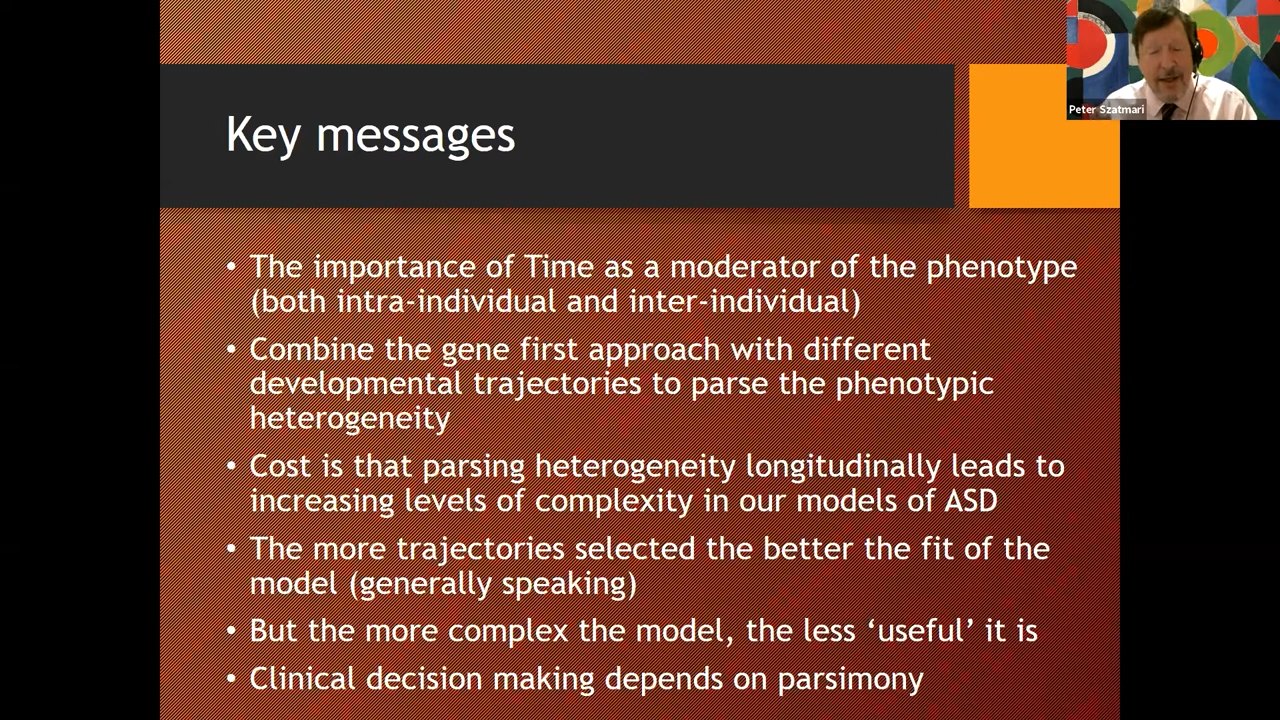 Peter Szatmari
Key messages
• The importance of Time as a moderator of the phenotype
(both intra-individual and inter-individual)
• Combine the gene first approach with different
developmental trajectories to parse the phenotypic
heterogeneity
• Cost is that parsing heterogeneity longitudinally leads to
increasing levels of complexity in our models of ASD
• The more trajectories selected the better the fit of the
model (generally speaking)
• But the more complex the model, the less ‘useful’ it is
• Clinical decision making depends on parsimony